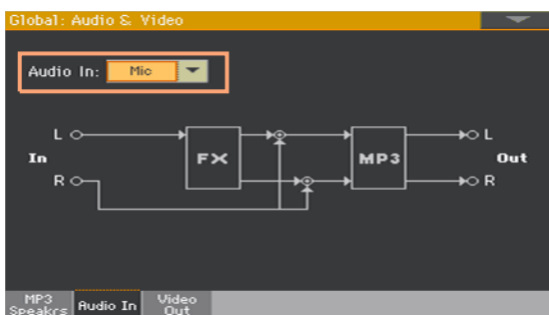 Global: Audio & Video
Audio In: Mic
L
L
In
FX
MP3
Out
R
R
MP3 Speakrs
Audio In
Video Out